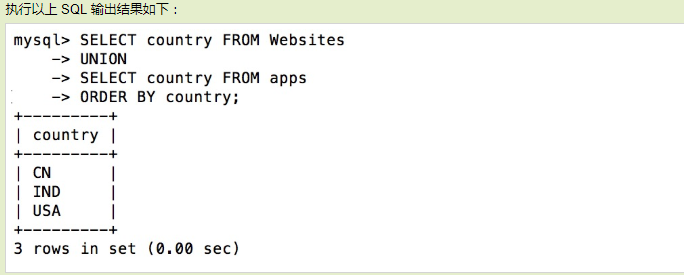 执行以上 SQL 输出结果如下：
mysql> SELECT country FROM Websites
    -> UNION
    -> SELECT country FROM apps
    -> ORDER BY country;
+---------+
| country |
+---------+
| CN      |
| IND     |
| USA     |
+---------+
3 rows in set (0.00 sec)